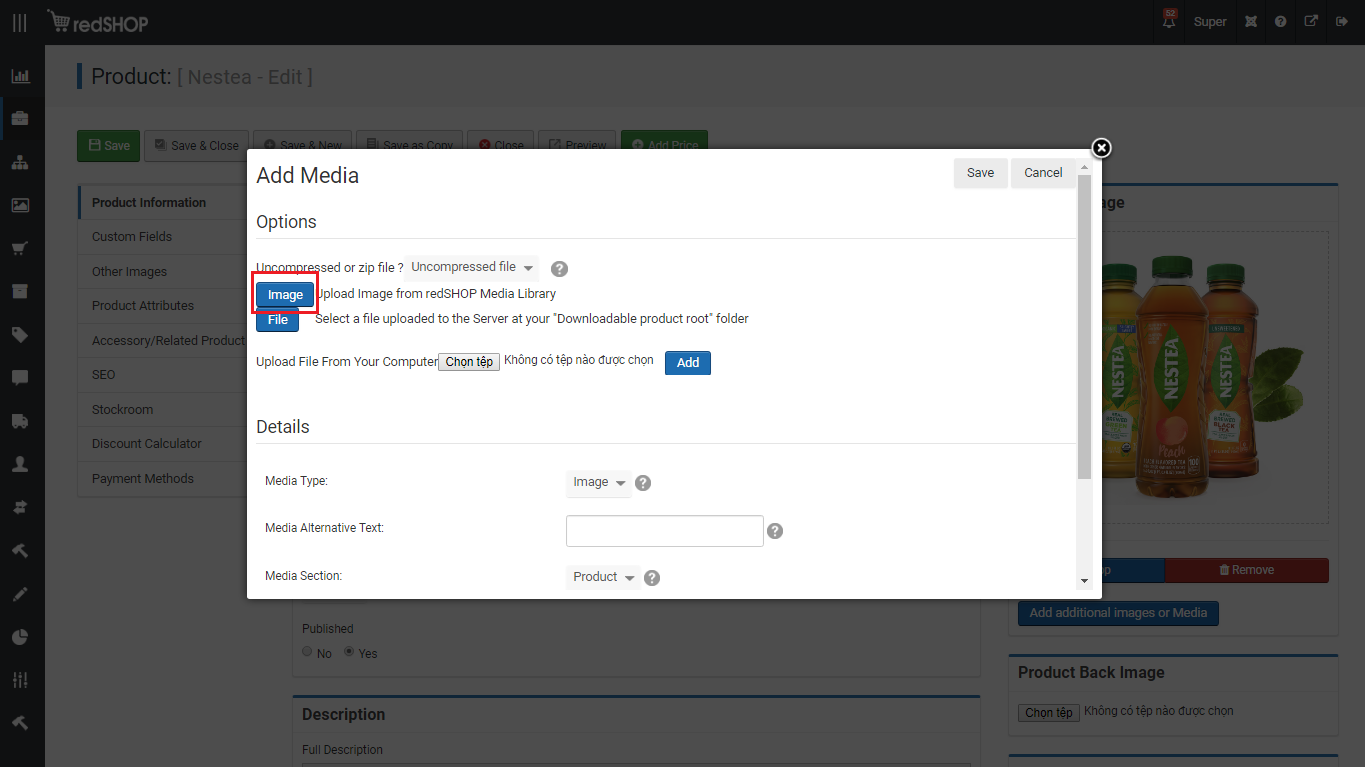 redSHOP
52
Super
Product: [ Nestea - Edit ]
Save
Save & Close
Save & New
Save as Copy
Close
Preview
Add Price
Add Media
Save
Cancel
Options
Uncompressed or zip file ? Uncompressed file
Image Upload Image from redSHOP Media Library
File Select a file uploaded to the Server at your "Downloadable product root" folder
Upload File From Your Computer Chọn tệp Không có tệp nào được chọn Add
Details
Media Type: Image
Media Alternative Text:
Media Section: Product
Product Information
Custom Fields
Other Images
Product Attributes
Accessory/Related Product
SEO
Stockroom
Discount Calculator
Payment Methods
Published
No Yes
Description
Full Description
NESTEA
NESTEA
NESTEA
Peach
BLACK
TEA
Remove
Add additional images or Media
Product Back Image
Chọn tệp Không có tệp nào được chọn